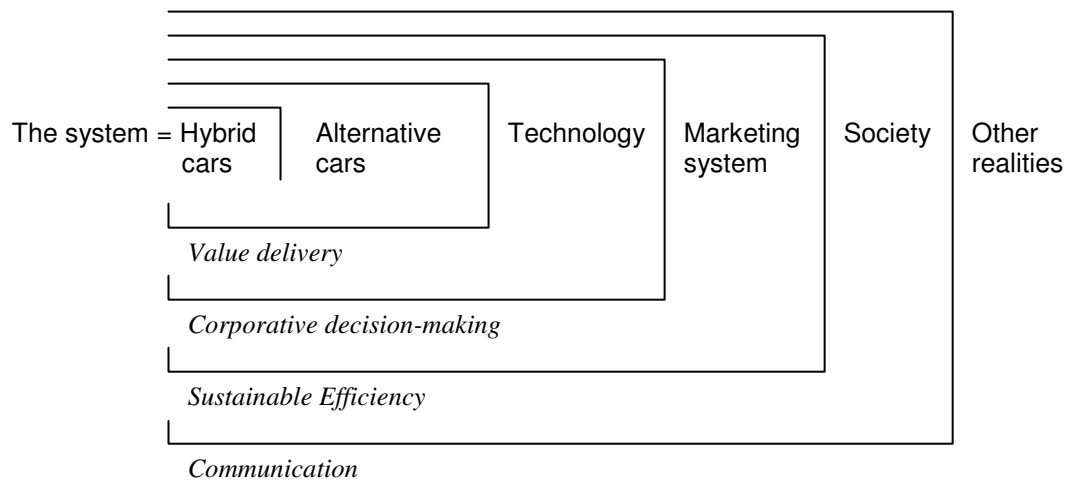 The system = Hybrid Alternative Technology Marketing Society Other
cars cars system realities
Value delivery
Corporative decision-making
Sustainable Efficiency
Communication